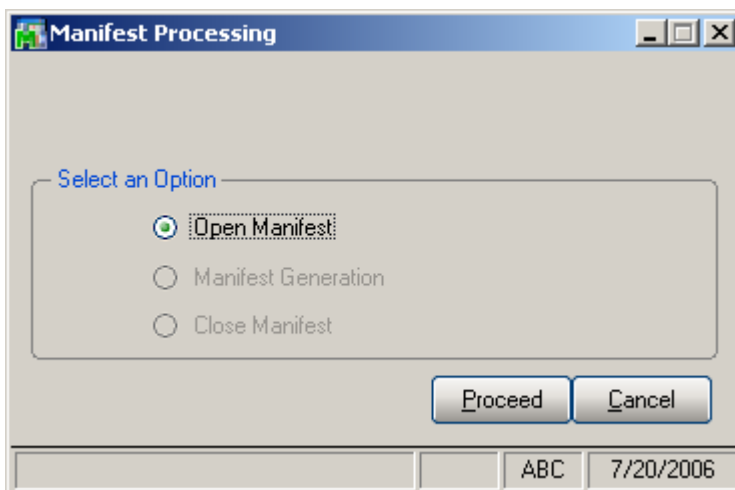 Manifest Processing
Select an Option
Open Manifest
Manifest Generation
Close Manifest
Proceed Cancel
ABC 7/20/2006